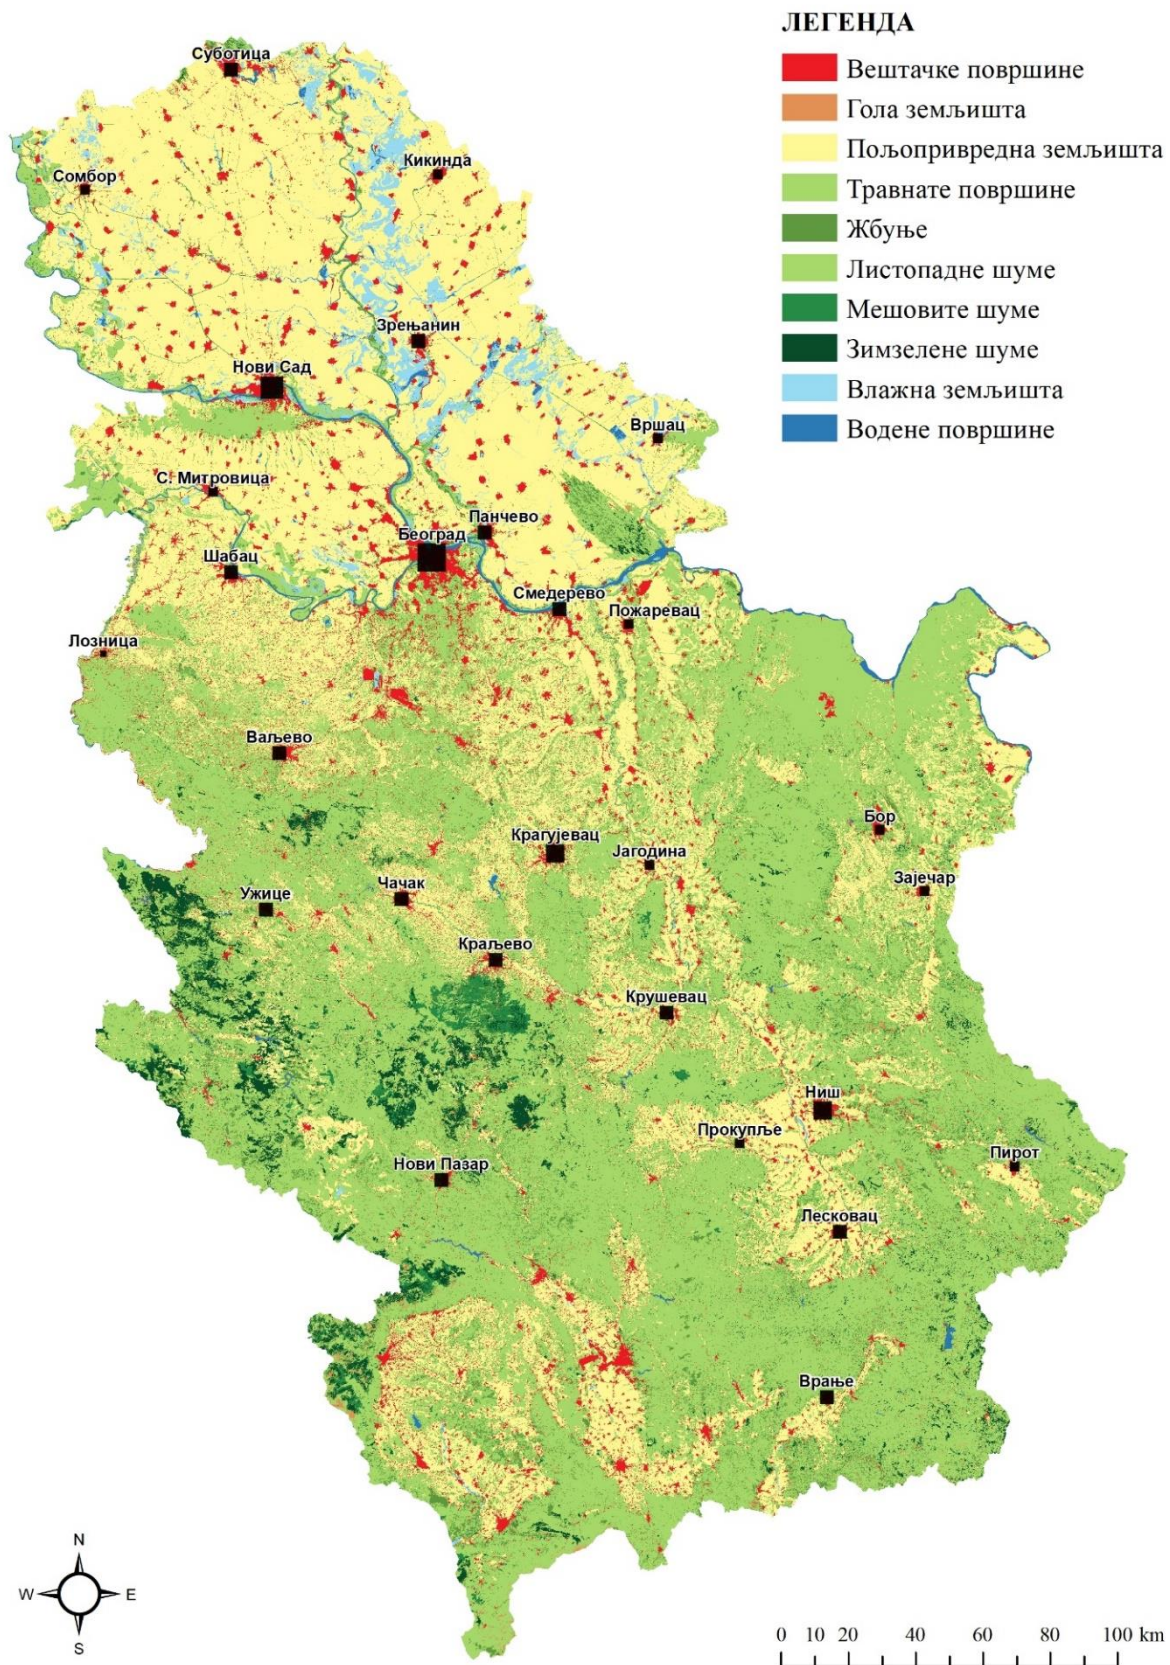 ЛЕГЕНДА
Вештачке површине
Гола земљишта
Пољопривредна земљишта
Травнате површине
Жбуње
Листопадне шуме
Мешовите шуме
Зимзелене шуме
Влажна земљишта
Водене површине
Суботица
Кикинда
Сомбор
Зрењанин
Нови Сад
Вршац
С. Митровица
Панчево
Београд
Шабац
Смедерево
Пожаревац
Лозница
Ваљево
Бор
Крагујевац
Јагодина
Зајечар
Чачак
Ужице
Краљево
Крушевац
Ниш
Прокупље
Пирот
Нови Пазар
Лесковац
Врање
N
W E
S
0 10 20 40 60 80 100 km